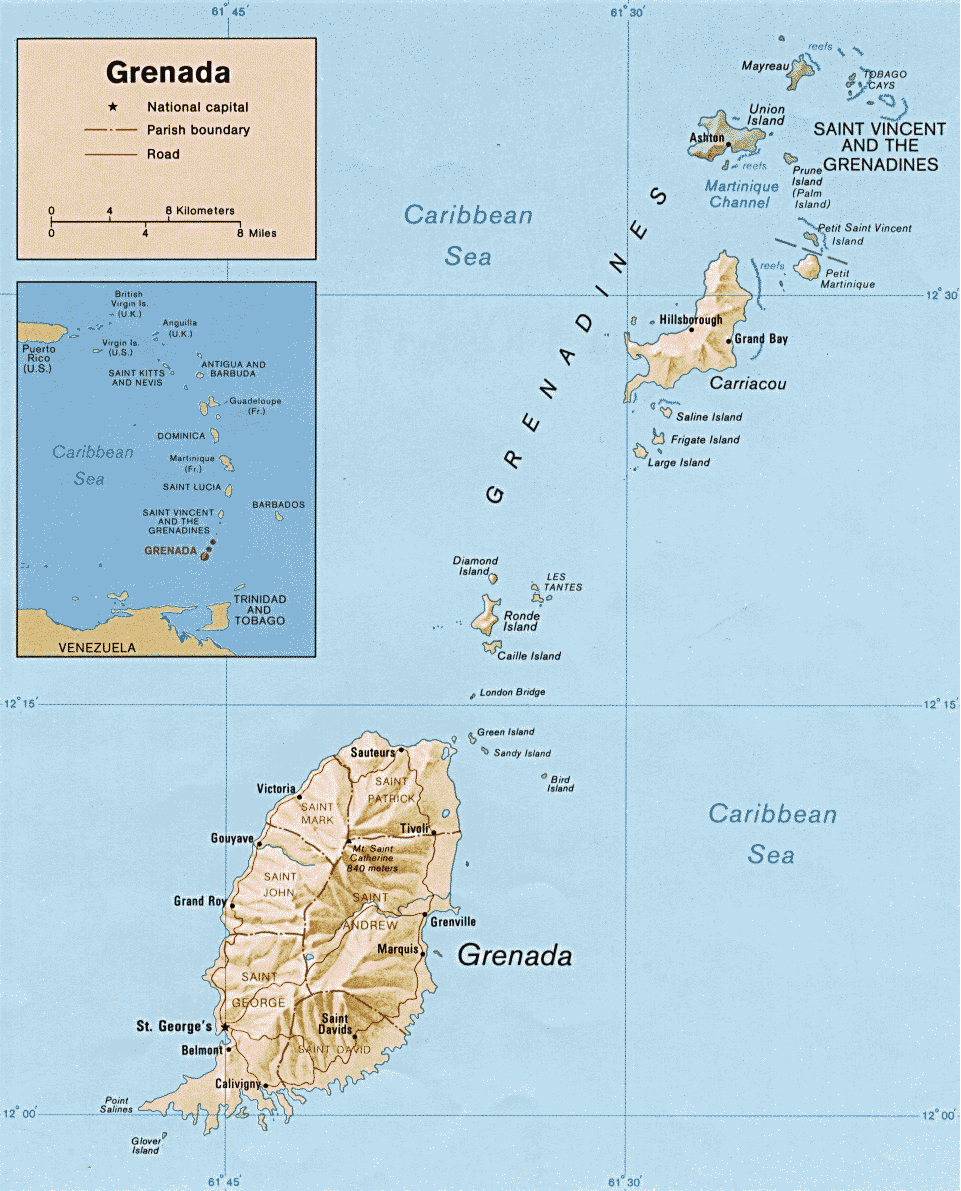 61° 45'
61° 30'
Grenada
National capital
Parish boundary
Road
0 4 8 Kilometers
0 4 8 Miles
reefs
Mayreau
TOBAGO
CAYS
Union
Island
Ashton
SAINT VINCENT
AND THE
GRENADINES
reefs
Prune
Island
(Palm
Island)
Martinique
Channel
Caribbean
Sea
GRENADINES
Petit Saint Vincent
Island
reefs
Petit
Martinique
12° 30'
Hillsborough
Grand Bay
Carriacou
Saline Island
Frigate Island
Large Island
British
Virgin Is.
(U.K.)
Anguilla
(U.K.)
Puerto
Rico
(U.S.)
Virgin Is.
(U.S.)
SAINT KITTS
AND NEVIS
ANTIGUA AND
BARBUDA
Guadeloupe
(Fr.)
DOMINICA
Caribbean
Sea
Martinique
(Fr.)
SAINT LUCIA
BARBADOS
SAINT VINCENT
AND THE
GRENADINES
GRENADA
TRINIDAD
AND
TOBAGO
VENEZUELA
Diamond
Island
LES
TANTES
Ronde
Island
Caille Island
London Bridge
12° 15'
12° 15'
Green Island
Sandy Island
Bird
Island
Sauteurs
SAINT
PATRICK
Victoria
SAINT
MARK
Tivoli
Gouyave
Mt. Saint
Catherine
840 meters
Caribbean
Sea
SAINT
JOHN
Grand Roy
SAINT
ANDREW
Grenville
Marquis
Grenada
SAINT
GEORGE
St. George's
Saint
Davids
Belmont
SAINT DAVID
Calivigny
Point
Salines
12° 00'
12° 00'
Glover
Island
61° 45'
61° 30'